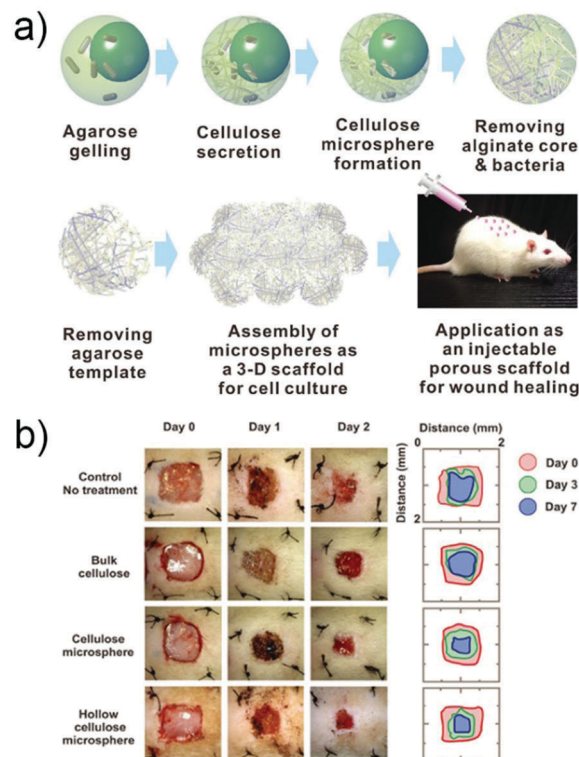 a)
Agarose
gelling
Cellulose
secretion
Cellulose
microsphere
formation
Removing
alginate core
& bacteria
Removing
agarose
template
Assembly of
microspheres as
a 3-D scaffold
for cell culture
Application as
an injectable
porous scaffold
for wound healing
b)
Day 0
Day 1
Day 2
Distance (mm)
0
2
Distance (mm)
2
Day 0
Day 3
Day 7
Control
No treatment
Bulk
cellulose
Cellulose
microsphere
Hollow
cellulose
microsphere